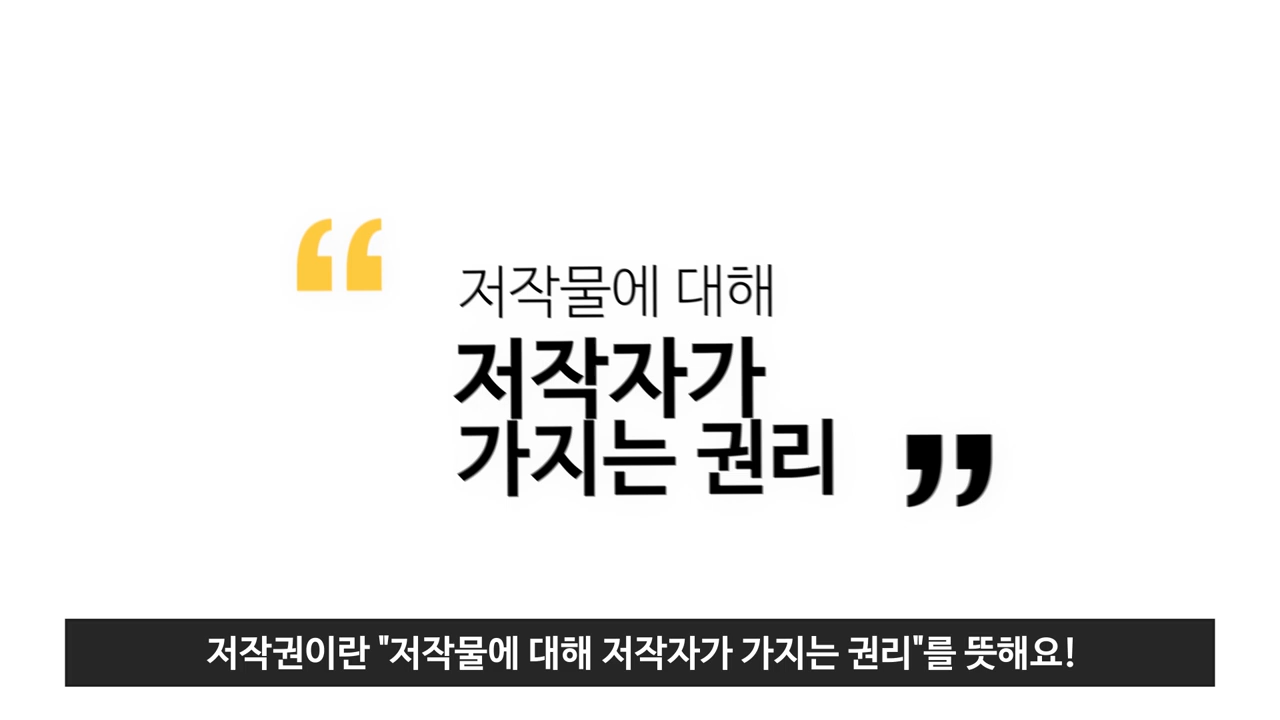 “
저작물에 대해
저작자가
가지는 권리
”
저작권이란 "저작물에 대해 저작자가 가지는 권리"를 뜻해요!